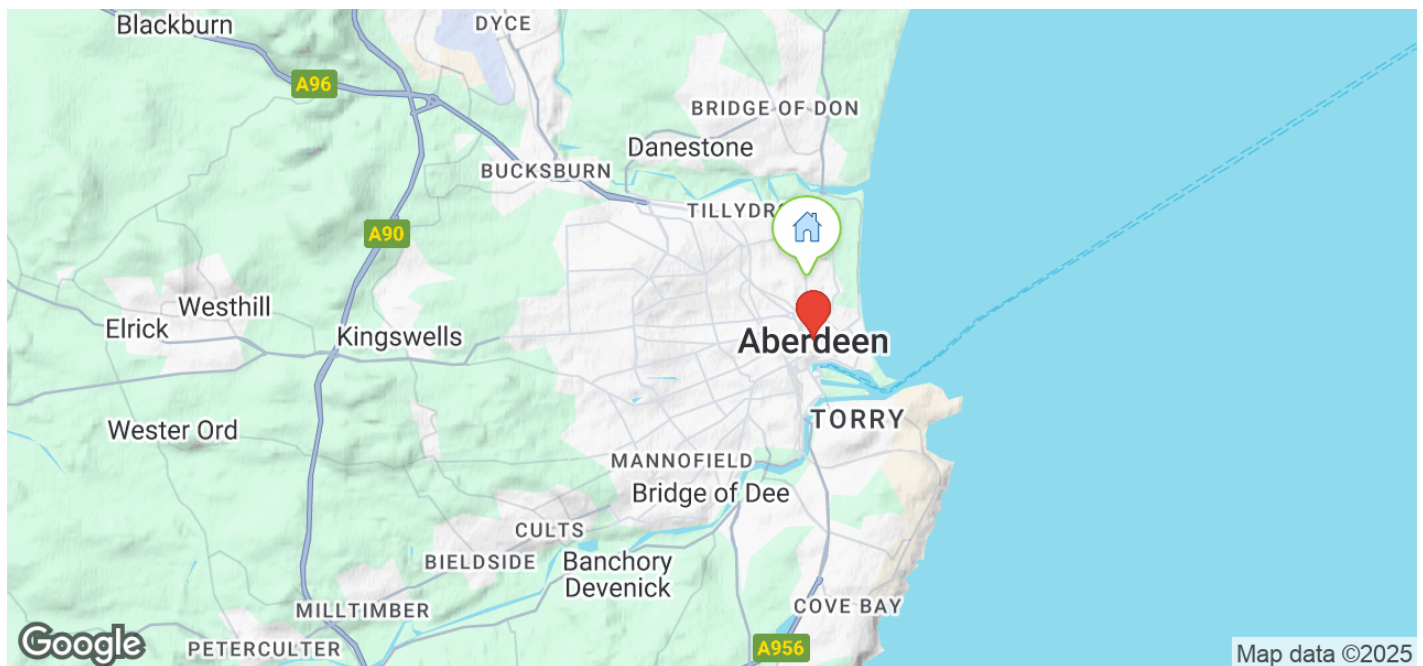 Blackburn
DYCE
A96
BRIDGE OF DON
Danestone
BUCKSBURN
TILLYDR
A90
Westhill
Elrick
Kingswells
Aberdeen
TORRY
Wester Ord
MANNOFIELD
Bridge of Dee
CULTS
BIELDSIDE
Banchory
Devenick
MILLTIMBER
COVE BAY
PETERCULTER
A956
Google
Map data ©2025